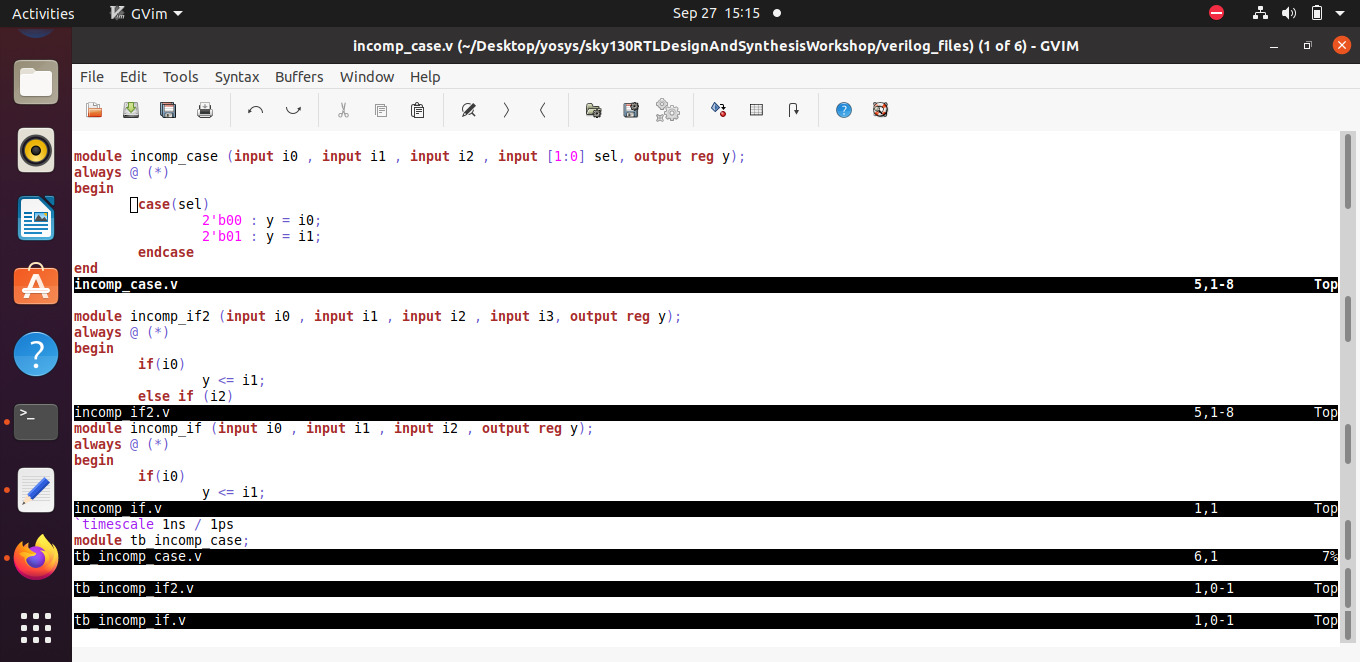 Activities GVim Sep 27 15:15
incomp_case.v (~/Desktop/yosys/sky130RTLDesignAndSynthesisWorkshop/verilog_files) (1 of 6) - GVIM
File Edit Tools Syntax Buffers Window Help
module incomp_case (input i0 , input i1 , input i2 , input [1:0] sel, output reg y);
always @ (*)
begin
case(sel)
2'b00 : y = i0;
2'b01 : y = i1;
endcase
end
incomp_case.v 5,1-8 Top
module incomp_if2 (input i0 , input i1 , input i2 , input i3, output reg y);
always @ (*)
begin
if(i0)
y <= i1;
else if (i2)
incomp_if2.v 5,1-8 Top
module incomp_if (input i0 , input i1 , input i2 , output reg y);
always @ (*)
begin
if(i0)
y <= i1;
incomp_if.v 1,1 Top
`timescale 1ns / 1ps
module tb_incomp_case;
tb_incomp_case.v 6,1 7%
tb_incomp_if2.v 1,0-1 Top
tb_incomp_if.v 1,0-1 Top